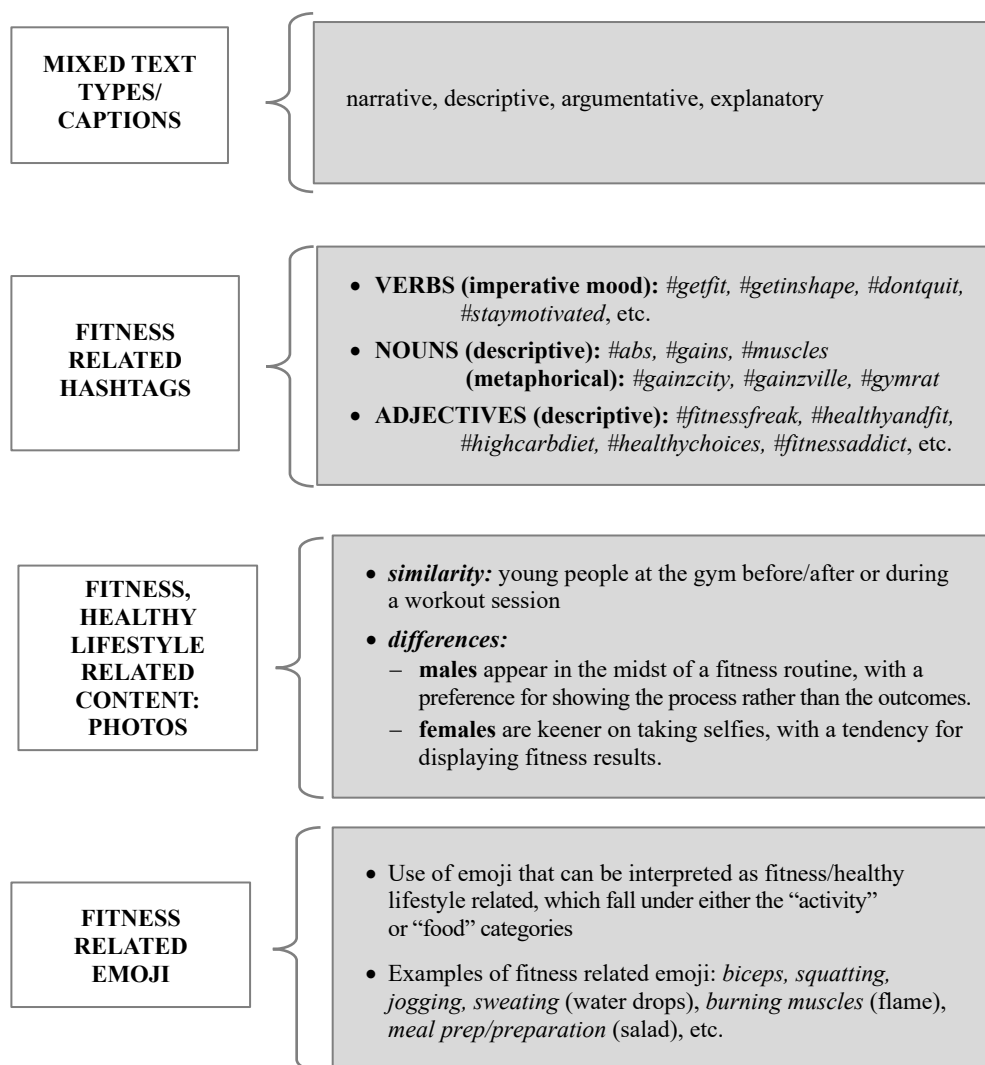 MIXED TEXT
TYPES/
CAPTIONS
narrative, descriptive, argumentative, explanatory
FITNESS
RELATED
HASHTAGS
• VERBS (imperative mood): #getfit, #getinshape, #dontquit,
#staymotivated, etc.
• NOUNS (descriptive): #abs, #gains, #muscles
(metaphorical): #gainzcity, #gainzville, #gymrat
• ADJECTIVES (descriptive): #fitnessfreak, #healthyandfit,
#highcarbdiet, #healthychoices, #fitnessaddict, etc.
FITNESS,
HEALTHY
LIFESTYLE
RELATED
CONTENT:
PHOTOS
• similarity: young people at the gym before/after or during
a workout session
• differences:
– males appear in the midst of a fitness routine, with a
preference for showing the process rather than the outcomes.
– females are keener on taking selfies, with a tendency for
displaying fitness results.
FITNESS
RELATED
EMOJI
• Use of emoji that can be interpreted as fitness/healthy
lifestyle related, which fall under either the “activity”
or “food” categories
• Examples of fitness related emoji: biceps, squatting,
jogging, sweating (water drops), burning muscles (flame),
meal prep/preparation (salad), etc.